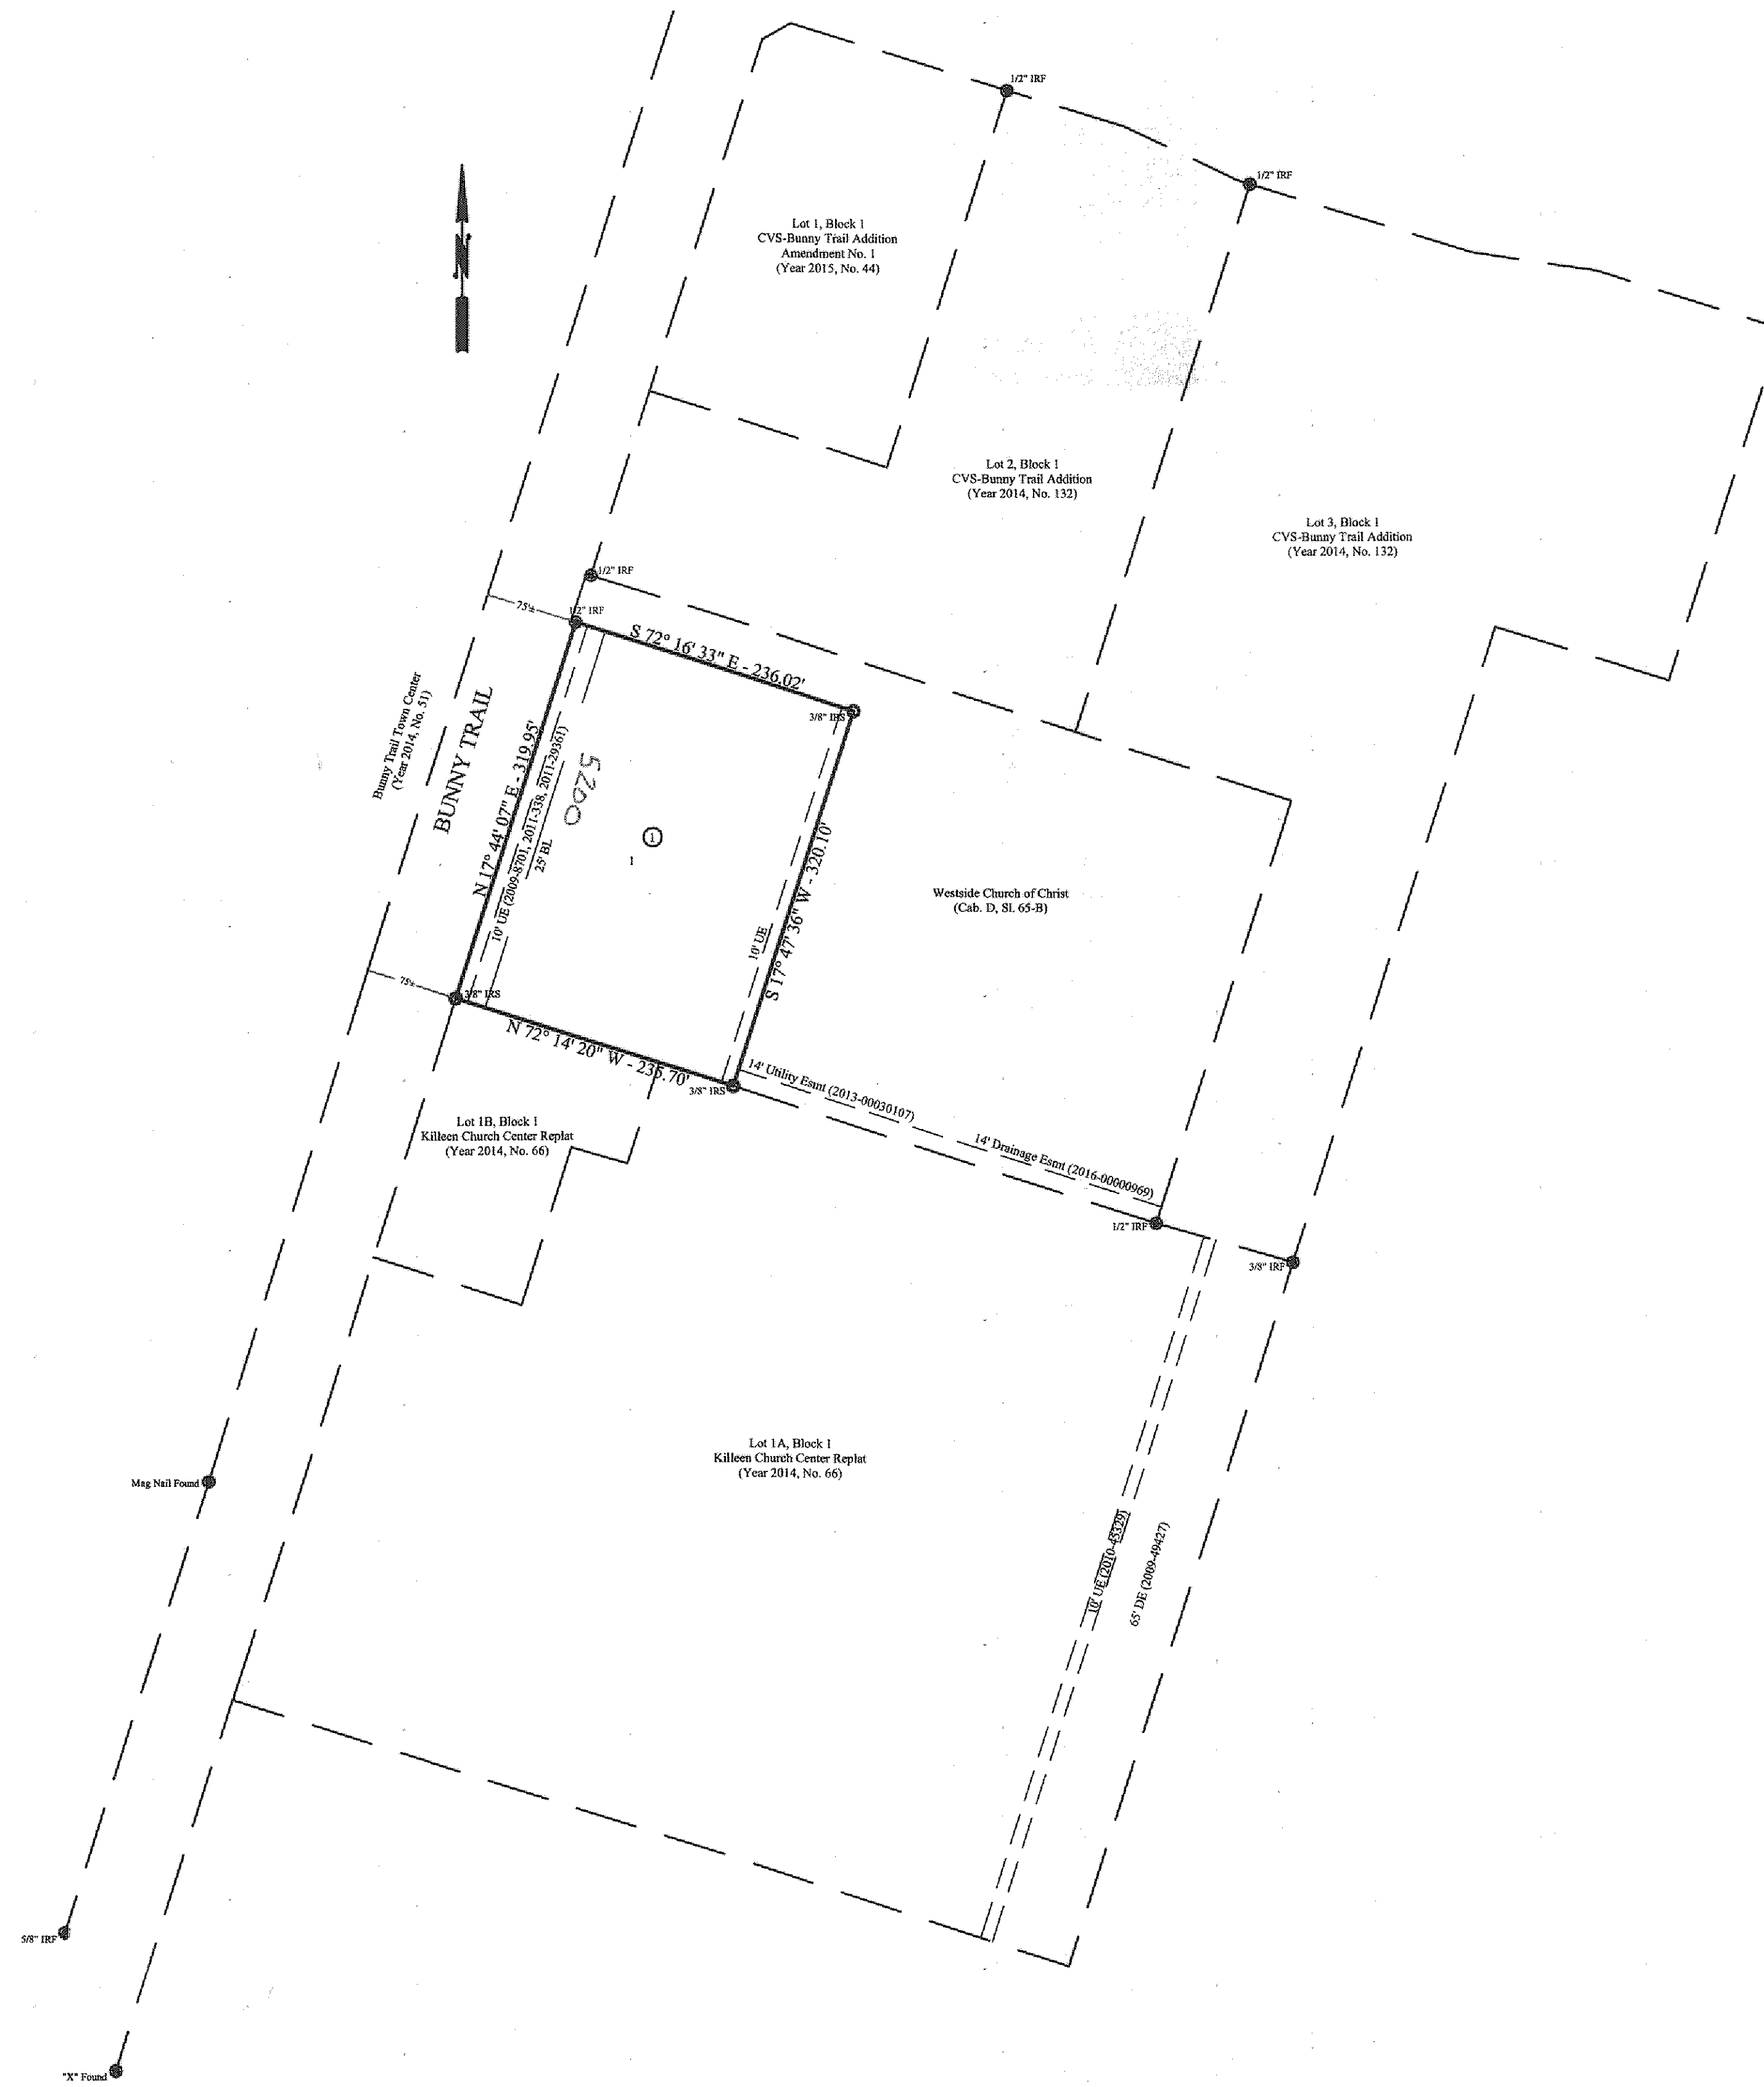 1/2" IRF
1/2" IRF
Lot 1, Block 1
CVS-Bunny Trail Addition
Amendment No. 1
(Year 2015, No. 44)
N
Lot 2, Block 1
CVS-Bunny Trail Addition
(Year 2014, No. 132)
Lot 3, Block 1
CVS-Bunny Trail Addition
(Year 2014, No. 132)
1/2" IRF
75'±
1/2" IRF
S 72° 16' 33" E - 236.02'
3/8" IRS
Bunny Trail Town Center
(Year 2014, No. 51)
BUNNY TRAIL
N 17° 44' 07" E - 319.95'
10' UE (2009-8701, 2011-338, 2011-29361)
25' BL
5200
1
1
10' UE
S 17° 47' 36" W - 320.10'
Westside Church of Christ
(Cab. D, Sl. 65-B)
75'±
3/8" IRS
N 72° 14' 20" W - 235.70'
3/8" IRS
14' Utility Esmt (2013-00030107)
14' Drainage Esmt (2016-00000969)
Lot 1B, Block 1
Killeen Church Center Replat
(Year 2014, No. 66)
1/2" IRF
3/8" IRF
Lot 1A, Block 1
Killeen Church Center Replat
(Year 2014, No. 66)
Mag Nail Found
10' UE (2010-45329)
65' DE (2009-49427)
5/8" IRF
"X" Found